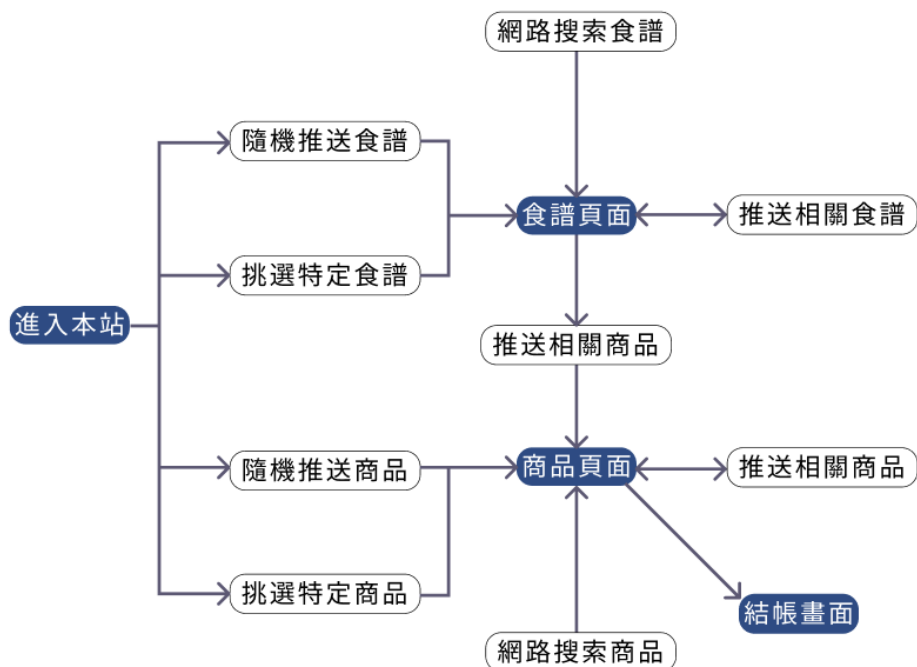 網路搜索食譜
隨機推送食譜
食譜頁面
推送相關食譜
挑選特定食譜
進入本站
推送相關商品
隨機推送商品
商品頁面
推送相關商品
挑選特定商品
結帳畫面
網路搜索商品